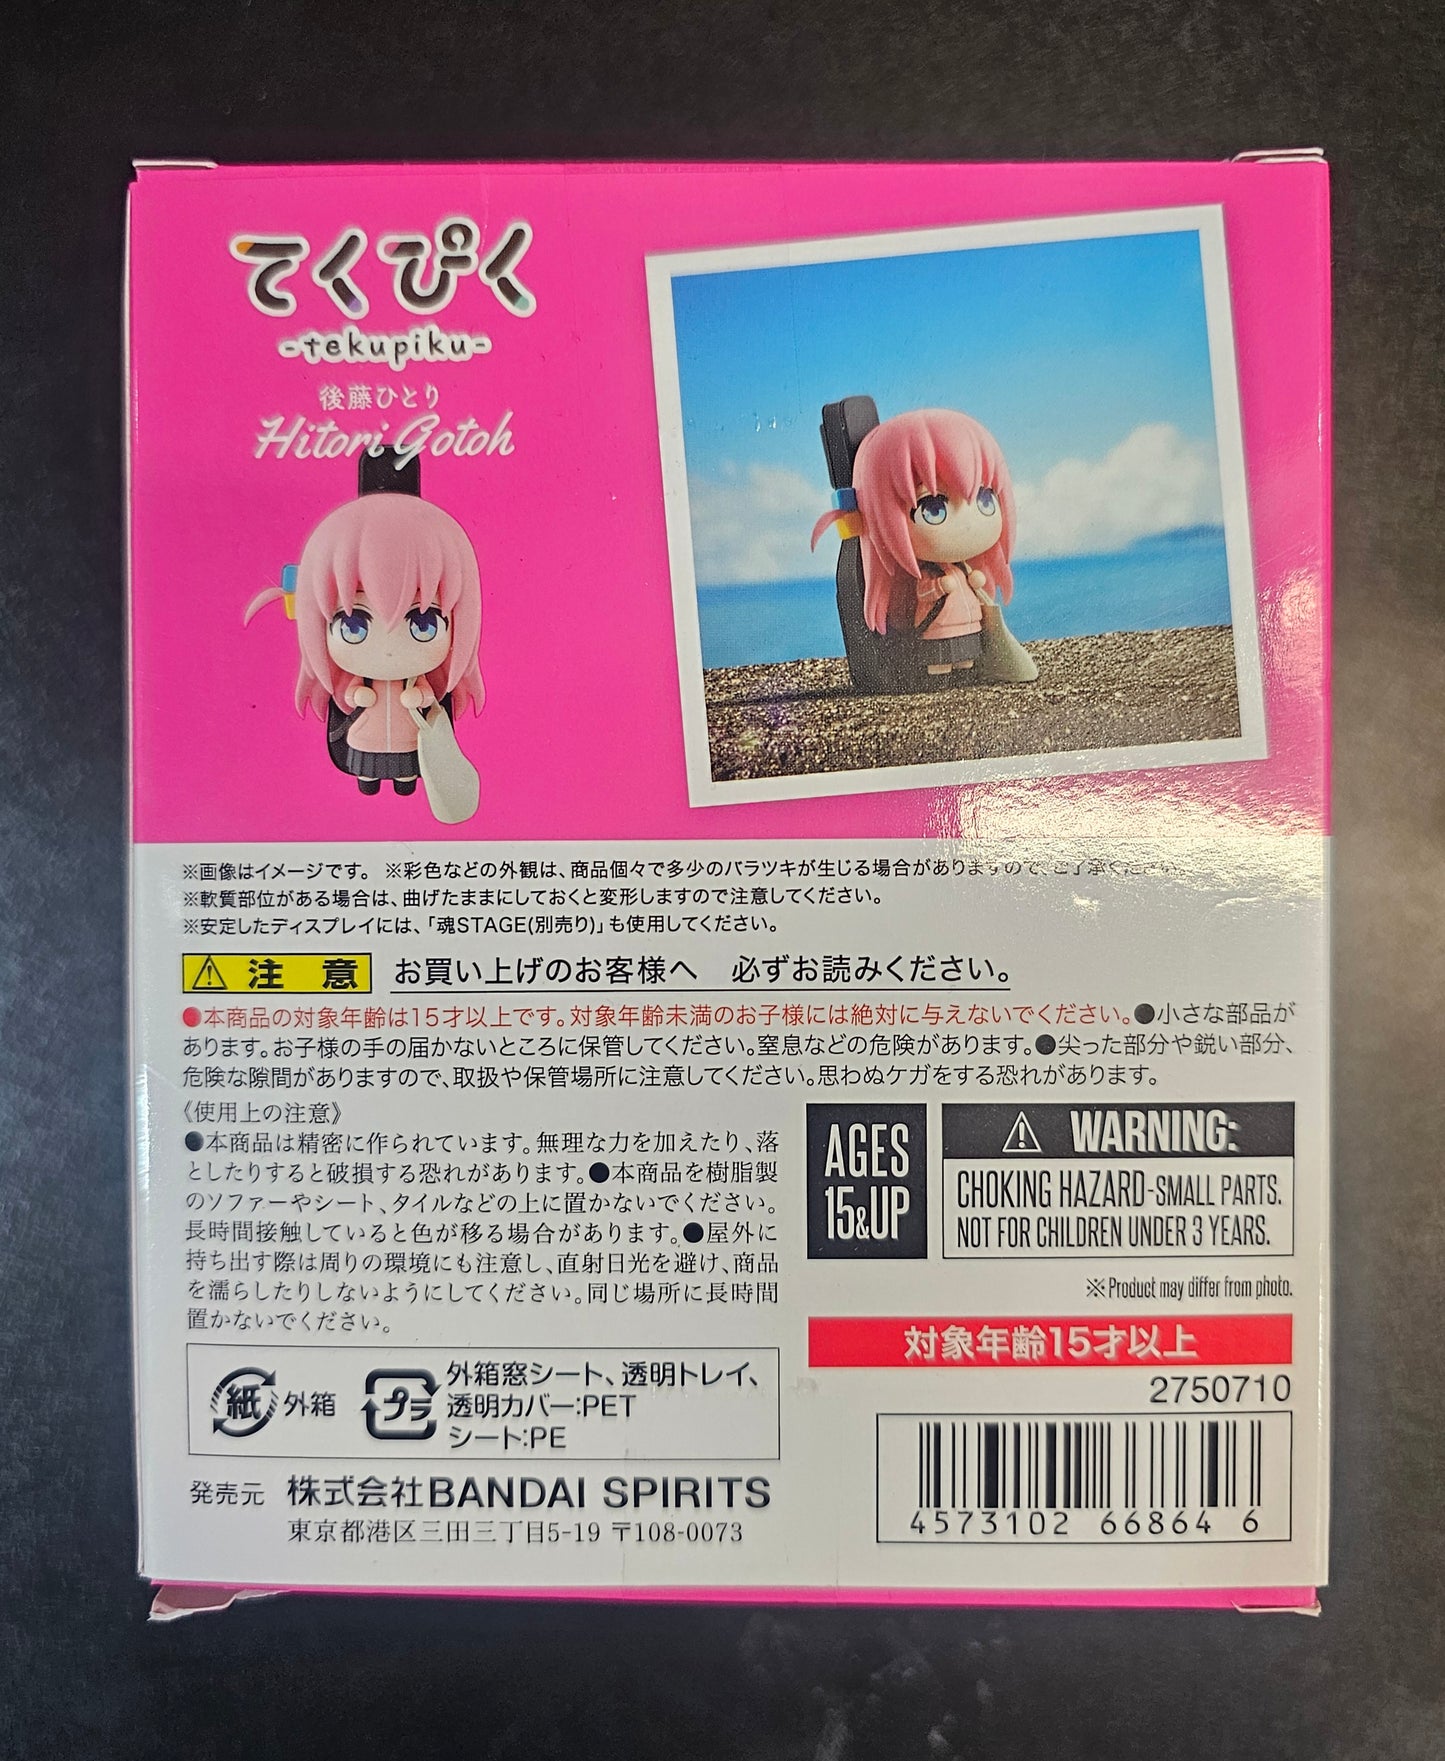 てくぴく
-tekupiku-
後藤ひとり
Hitori Gotoh
※画像はイメージです。 ※彩色などの外観は、商品個々で多少のバラツキが生じる場合がありますので、ご了承ください。
※軟質部位がある場合は、曲げたままにしておくと変形しますので注意してください。
※安定したディスプレイには、「魂STAGE(別売り)」も使用してください。
注 意 お買い上げのお客様へ 必ずお読みください。
●本商品の対象年齢は15才以上です。対象年齢未満のお子様には絶対に与えないでください。●小さな部品が
あります。お子様の手の届かないところに保管してください。窒息などの危険があります。●尖った部分や鋭い部分、
危険な隙間がありますので、取扱や保管場所に注意してください。思わぬケガをする恐れがあります。
《使用上の注意》
●本商品は精密に作られています。無理な力を加えたり、落
としたりすると破損する恐れがあります。●本商品を樹脂製
のソファーやシート、タイルなどの上に置かないでください。
長時間接触していると色が移る場合があります。●屋外に
持ち出す際は周りの環境にも注意し、直射日光を避け、商品
を濡らしたりしないようにしてください。同じ場所に長時間
置かないでください。
AGES
15&UP
WARNING:
CHOKING HAZARD-SMALL PARTS.
NOT FOR CHILDREN UNDER 3 YEARS.
※Product may differ from photo.
対象年齢15才以上
2750710
紙 外箱
プラ 外箱窓シート、透明トレイ、
透明カバー:PET
シート:PE
発売元 株式会社BANDAI SPIRITS
東京都港区三田三丁目5-19 〒108-0073
4573102 66864 6